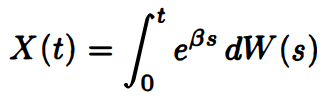 X(t) = ∫₀ᵗ e^{βs} dW(s)